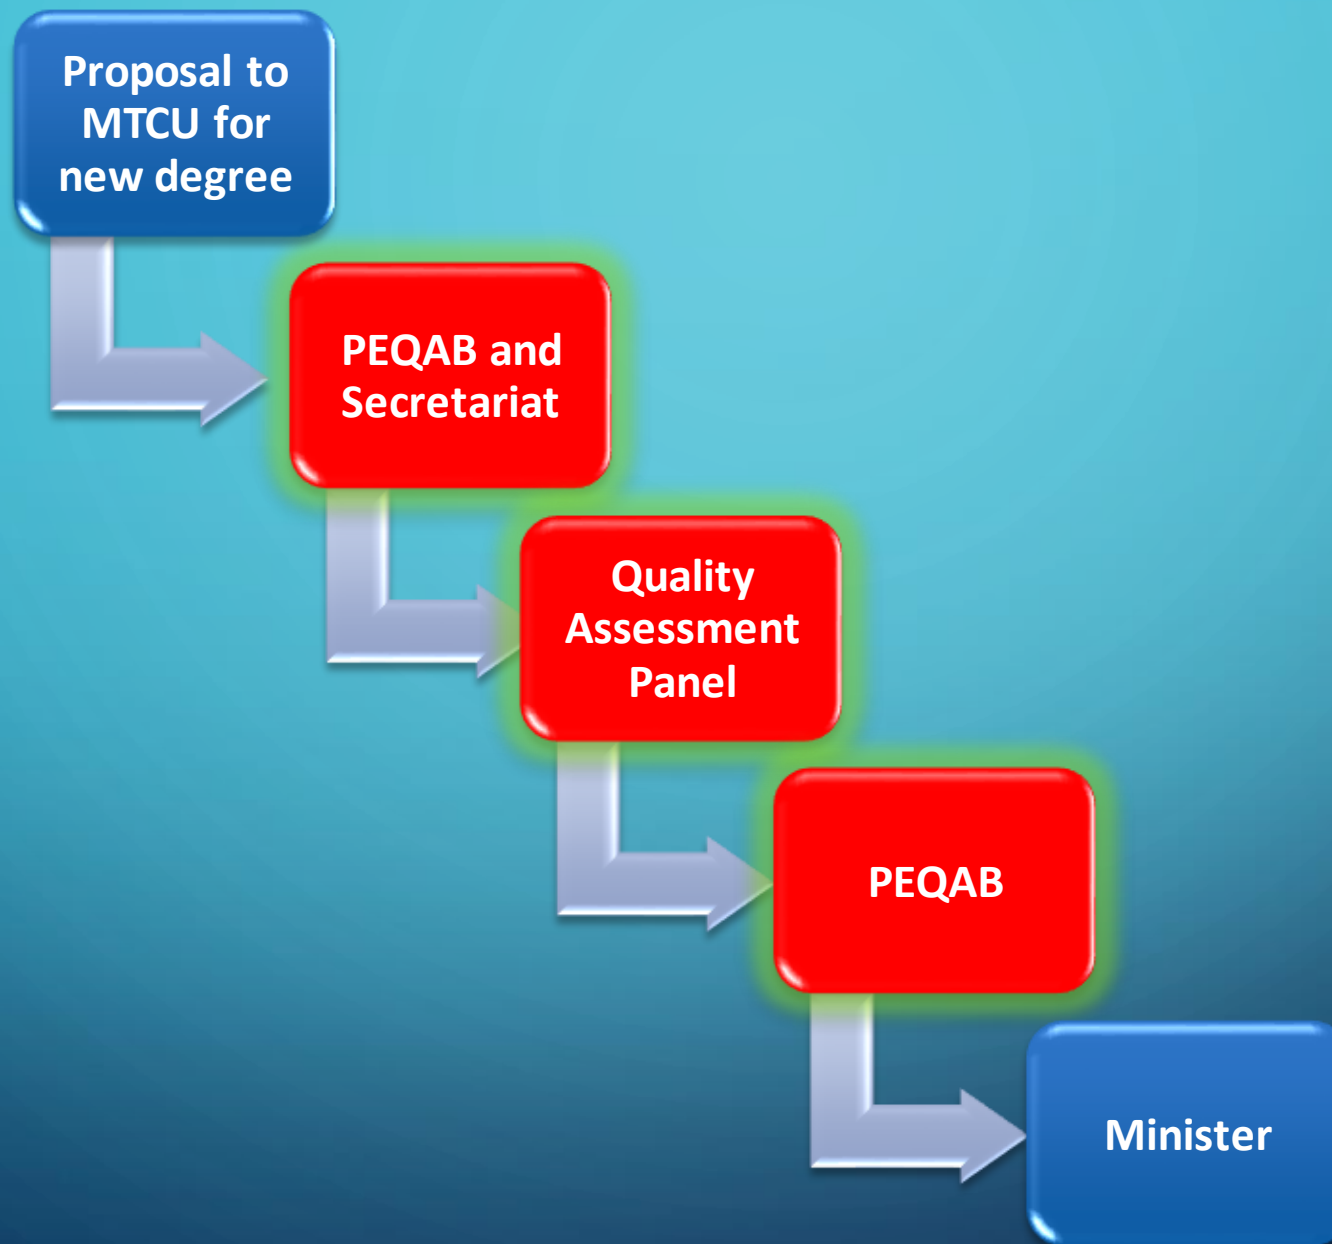 Proposal to
MTCU for
new degree
PEQAB and
Secretariat
Quality
Assessment
Panel
PEQAB
Minister